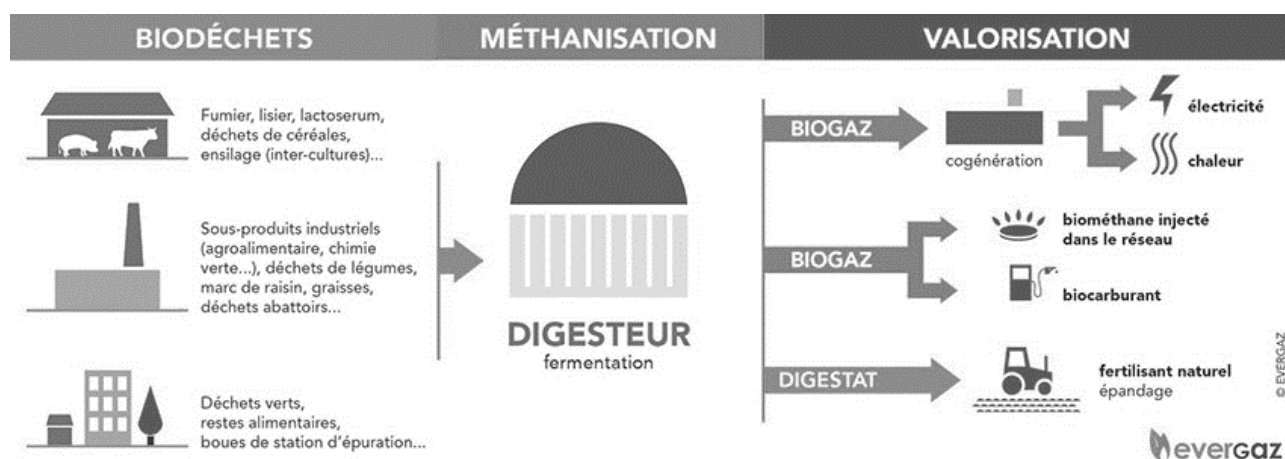 BIODÉCHETS
MÉTHANISATION
VALORISATION
Fumier, lisier, lactoserum,
déchets de céréales,
ensilage (inter-cultures)...
Sous-produits industriels
(agroalimentaire, chimie
verte...), déchets de légumes,
marc de raisin, graisses,
déchets abattoirs...
Déchets verts,
restes alimentaires,
boues de station d'épuration...
DIGESTEUR
fermentation
BIOGAZ
cogénération
électricité
chaleur
BIOGAZ
biométhane injecté
dans le réseau
biocarburant
DIGESTAT
fertilisant naturel
épandage
© EVERGAZ
evergaz